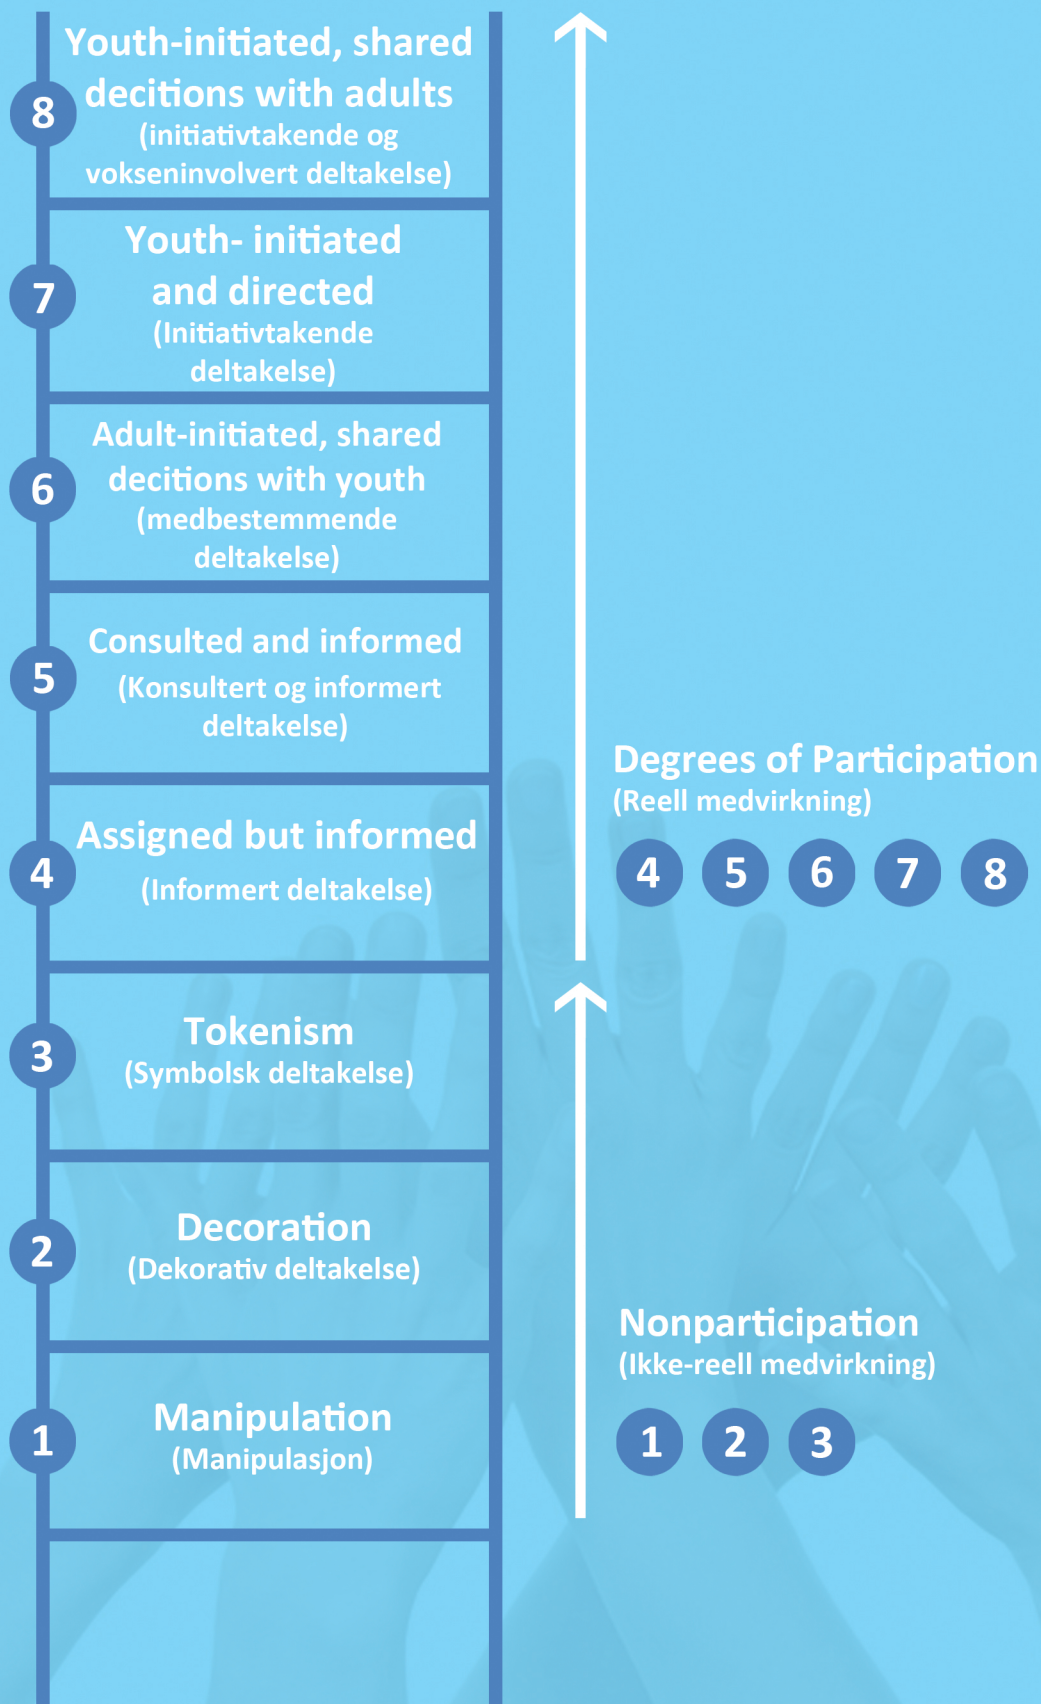 8
Youth-initiated, shared
decitions with adults
(initiativtakende og
vokseninvolvert deltakelse)
7
Youth- initiated
and directed
(Initiativtakende
deltakelse)
6
Adult-initiated, shared
decitions with youth
(medbestemmende
deltakelse)
5
Consulted and informed
(Konsultert og informert
deltakelse)
4
Assigned but informed
(Informert deltakelse)
3
Tokenism
(Symbolsk deltakelse)
2
Decoration
(Dekorativ deltakelse)
1
Manipulation
(Manipulasjon)
Degrees of Participation
(Reell medvirkning)
4 5 6 7 8
Nonparticipation
(Ikke-reell medvirkning)
1 2 3